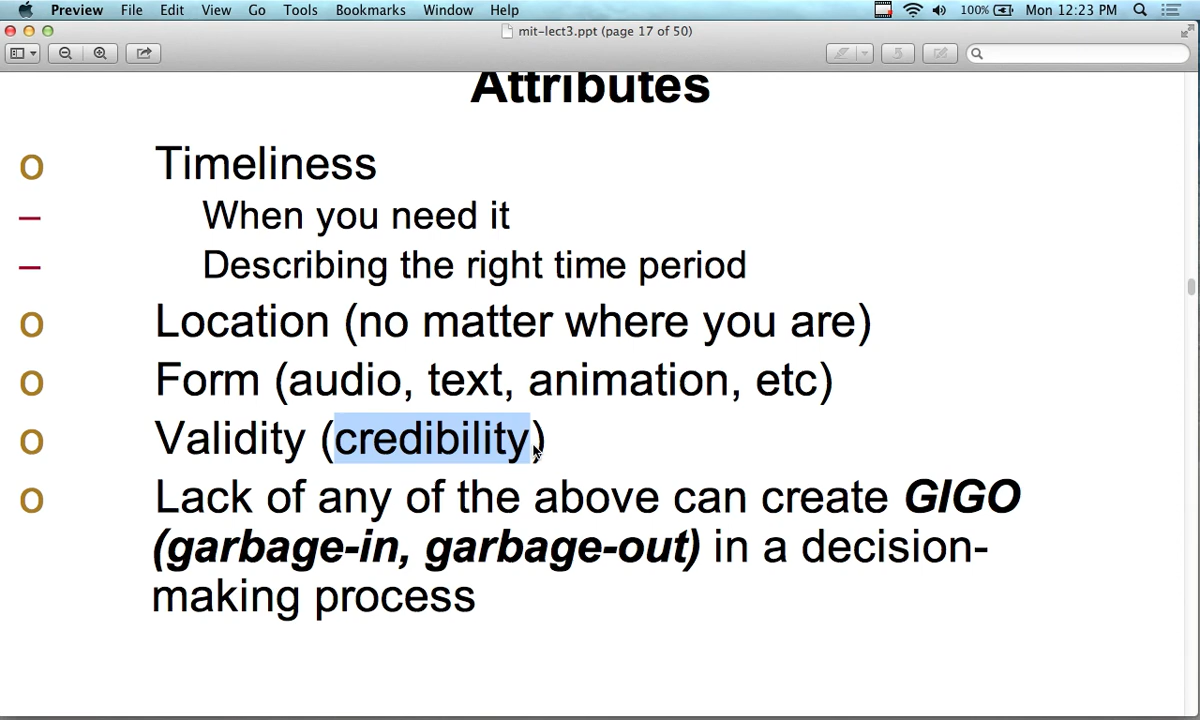 Preview File Edit View Go Tools Bookmarks Window Help 100% Mon 12:23 PM
mit-lect3.ppt (page 17 of 50)
Attributes
o Timeliness
– When you need it
– Describing the right time period
o Location (no matter where you are)
o Form (audio, text, animation, etc)
o Validity (credibility)
o Lack of any of the above can create GIGO
(garbage-in, garbage-out) in a decision-
making process